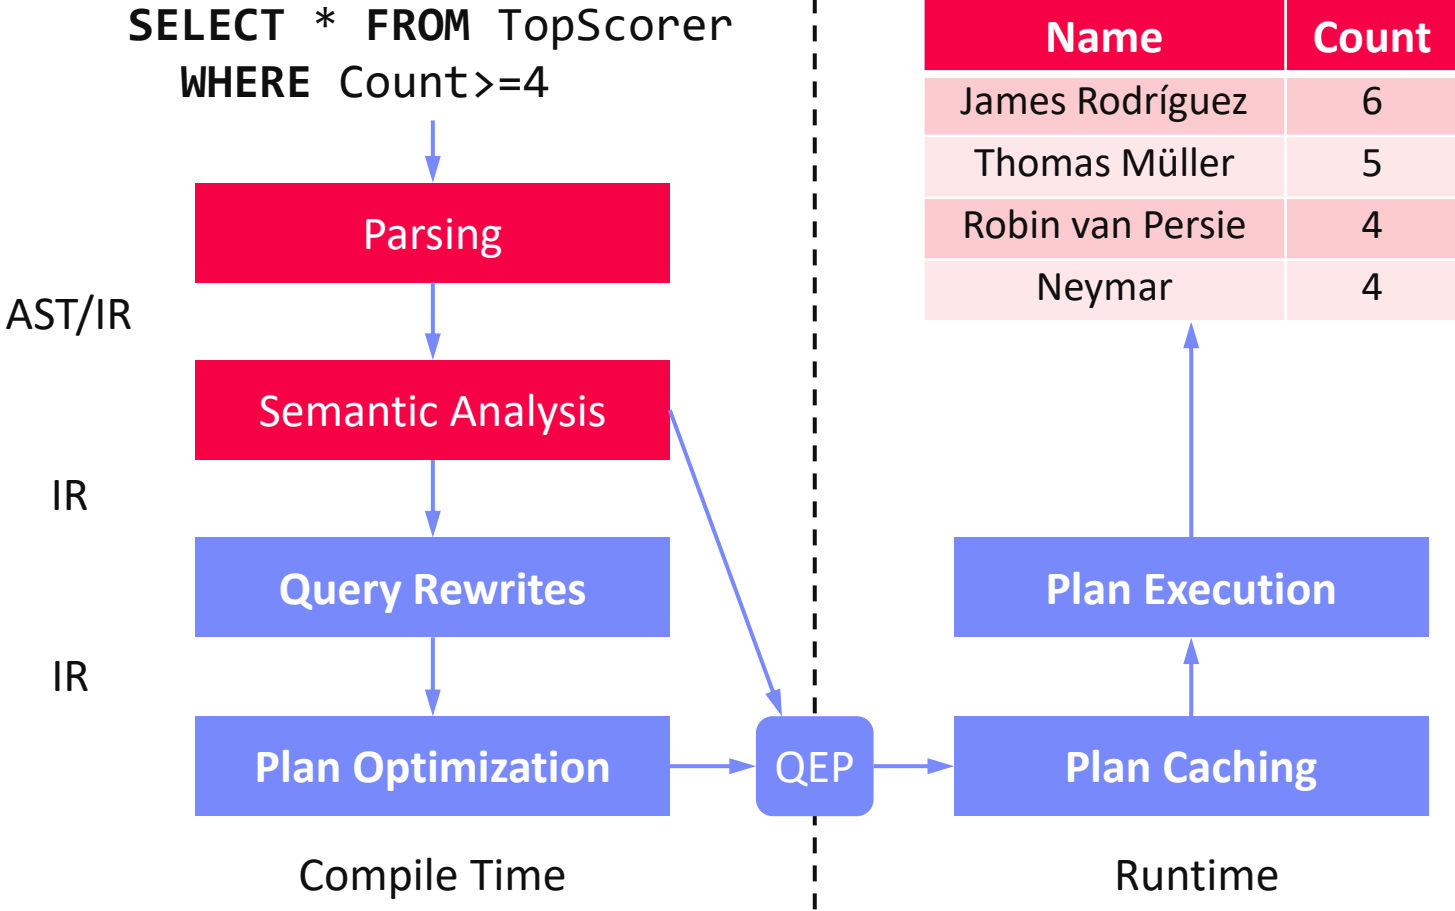 SELECT * FROM TopScorer
WHERE Count>=4
Parsing
AST/IR
Semantic Analysis
IR
Query Rewrites
IR
Plan Optimization
QEP
Compile Time
Name Count
James Rodríguez 6
Thomas Müller 5
Robin van Persie 4
Neymar 4
Plan Execution
Plan Caching
Runtime